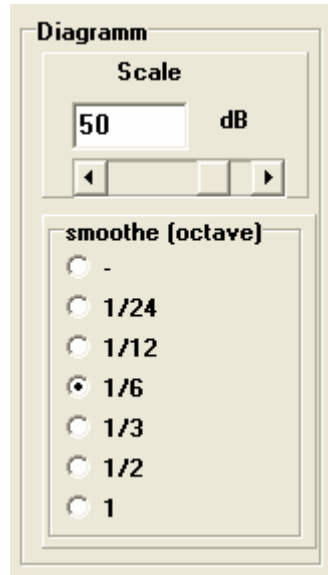 Diagramm
Scale
50 dB
smoothe (octave)
-
1/24
1/12
1/6
1/3
1/2
1